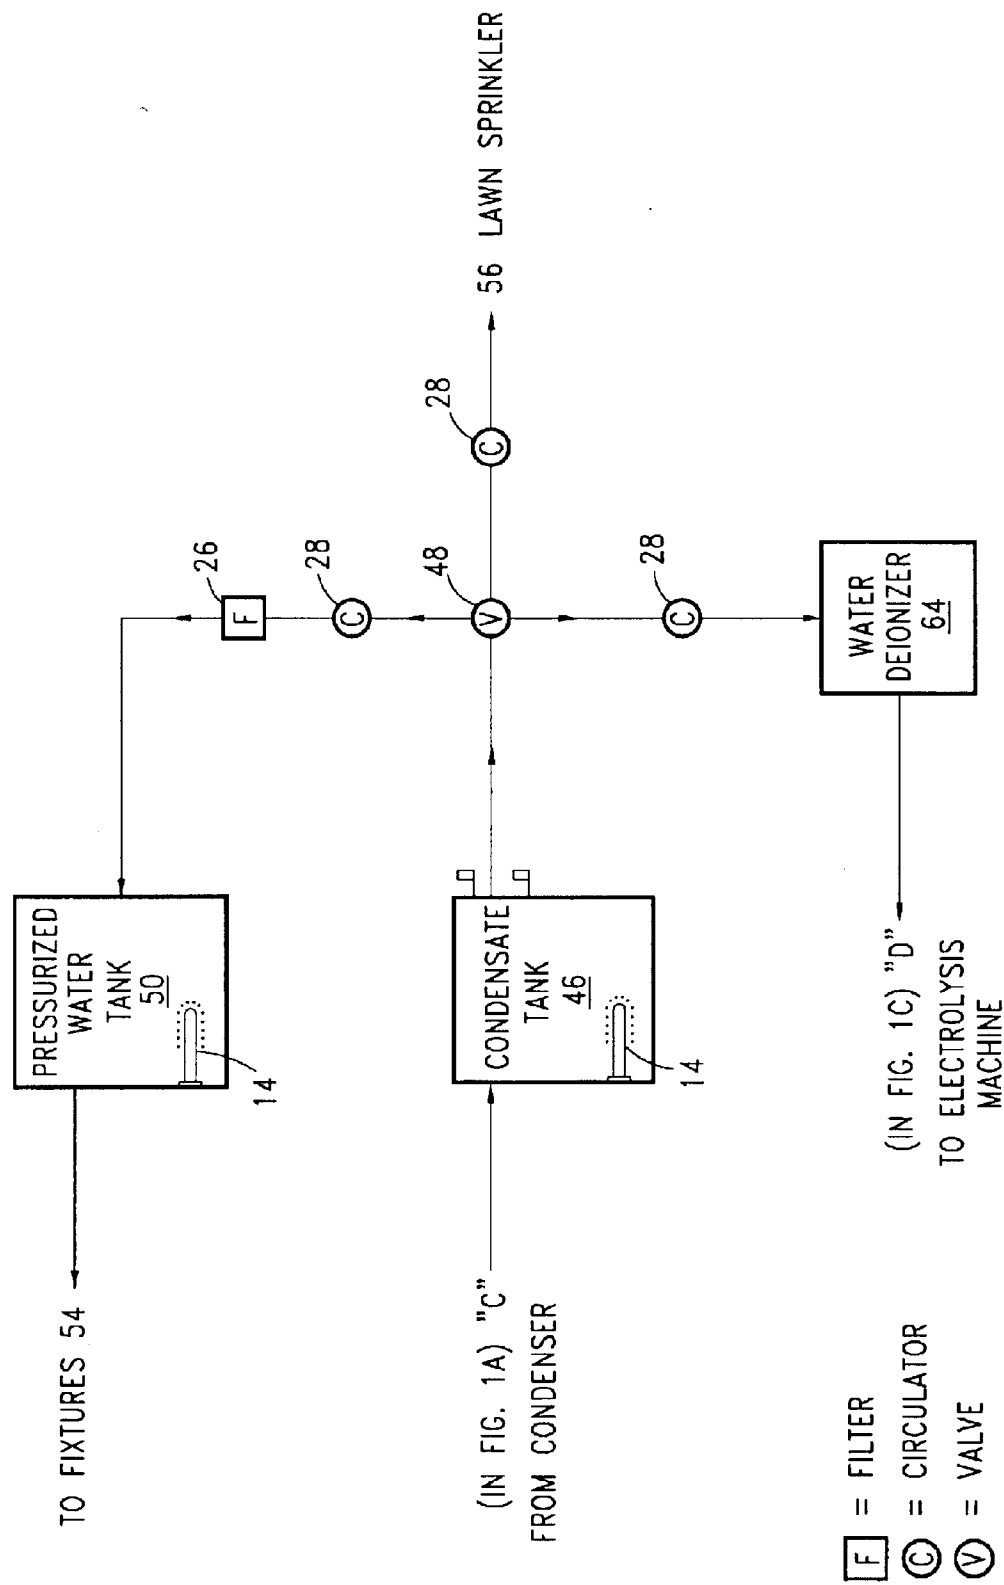 TO FIXTURES 54
PRESSURIZED
WATER
TANK
50
14
26
F
28
C
(IN FIG. 1A) "C"
FROM CONDENSER
CONDENSATE
TANK
46
14
48
V
28
C
56 LAWN SPRINKLER
28
C
WATER
DEIONIZER
64
(IN FIG. 1C) "D"
TO ELECTROLYSIS
MACHINE
F = FILTER
C = CIRCULATOR
V = VALVE